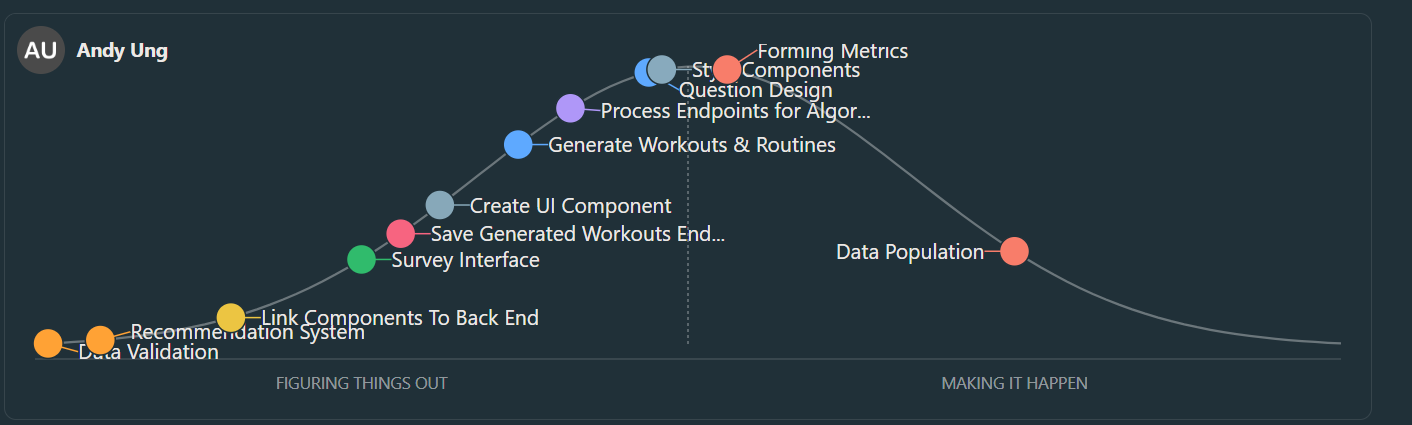 AU
Andy Ung
Forming Metrics
Components
Question Design
Process Endpoints for Algor...
Generate Workouts & Routines
Create UI Component
Save Generated Workouts End...
Survey Interface
Data Population
Link Components To Back End
Recommendation System
Data Validation
FIGURING THINGS OUT
MAKING IT HAPPEN